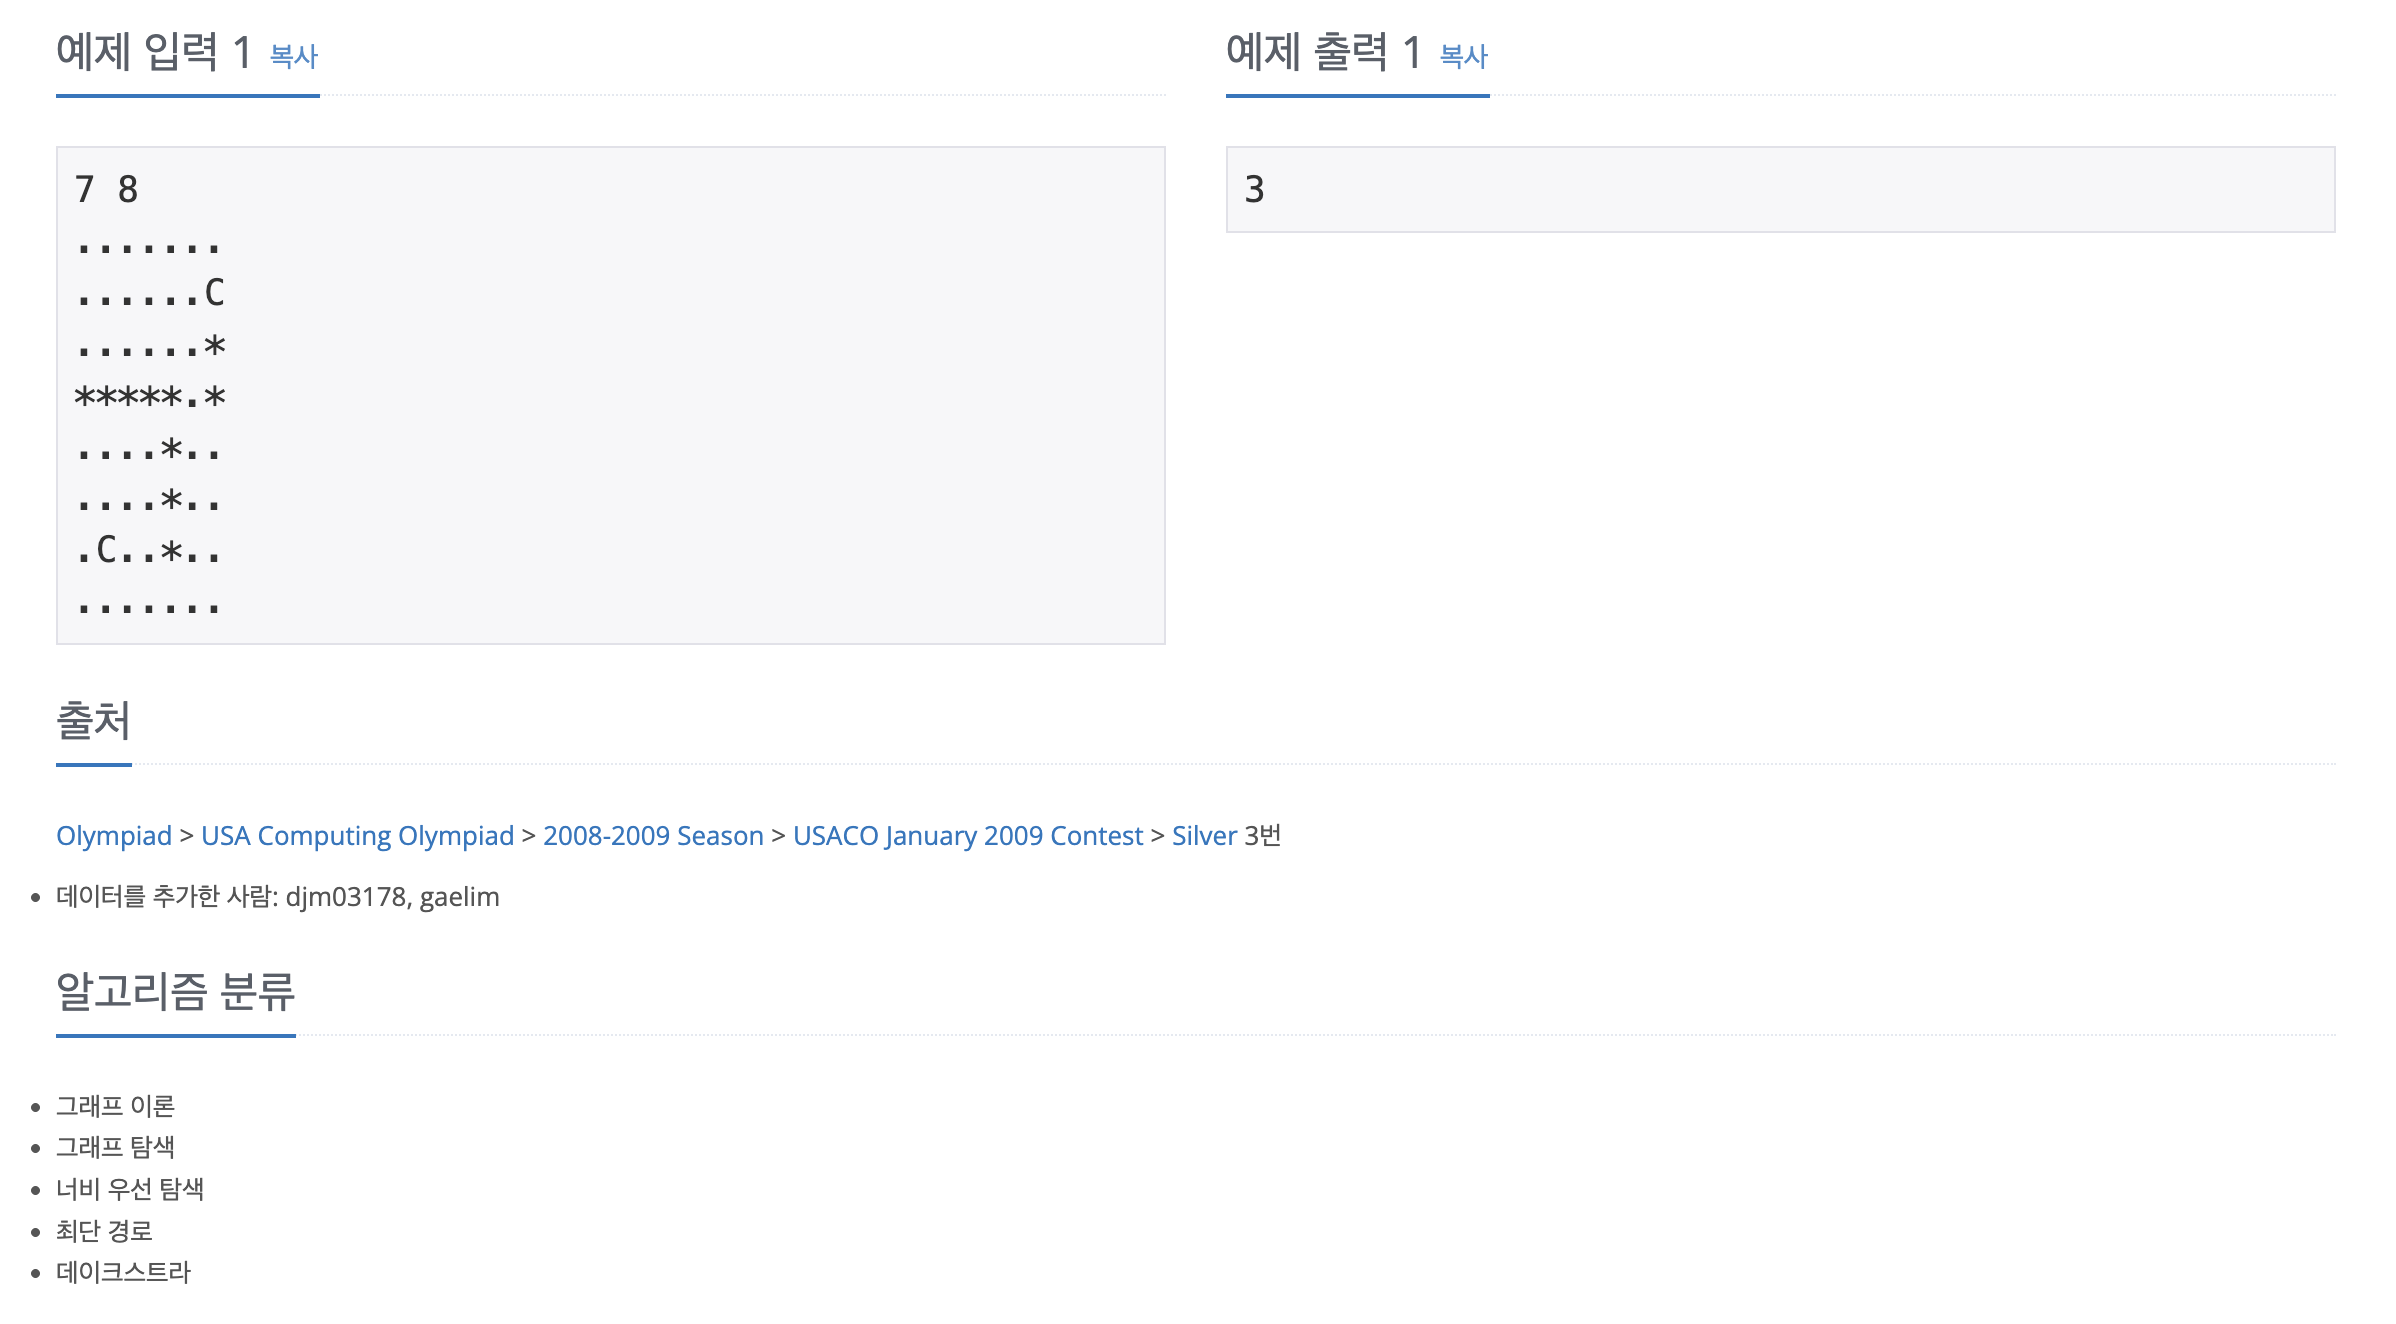 예제 입력 1 복사
7 8
.......
......C
......*
*****.*
....*..
....*..
.C..*..
.......
예제 출력 1 복사
3
출처
Olympiad > USA Computing Olympiad > 2008-2009 Season > USACO January 2009 Contest > Silver 3번
• 데이터를 추가한 사람: djm03178, gaelim
알고리즘 분류
• 그래프 이론
• 그래프 탐색
• 너비 우선 탐색
• 최단 경로
• 데이크스트라